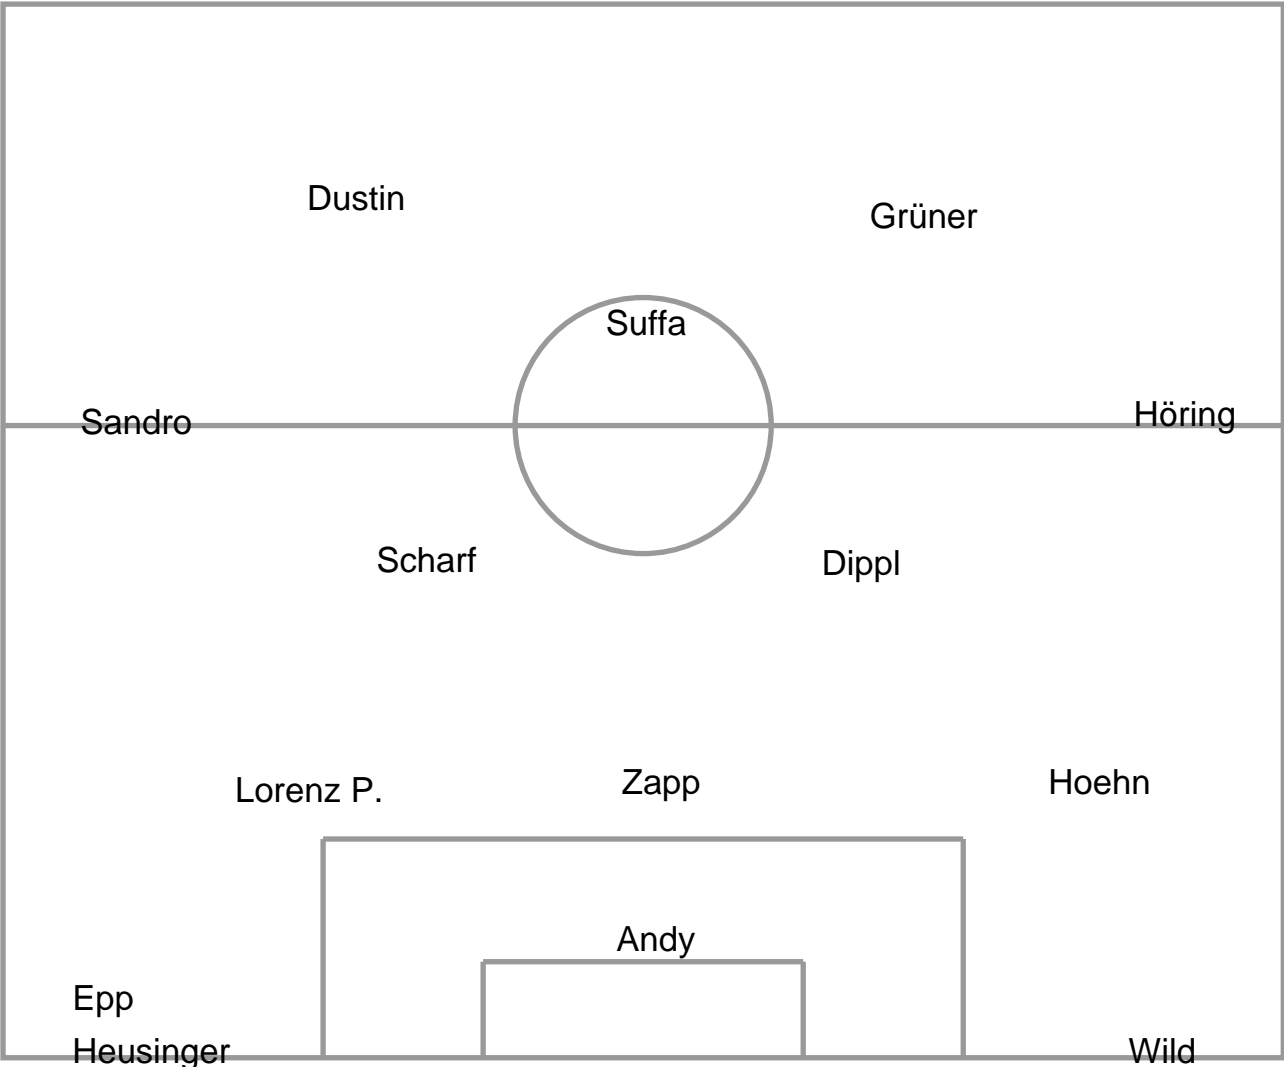 Dustin
Grüner
Suffa
Sandro
Höring
Scharf
Dippl
Lorenz P.
Zapp
Hoehn
Andy
Epp
Heusinger
Wild